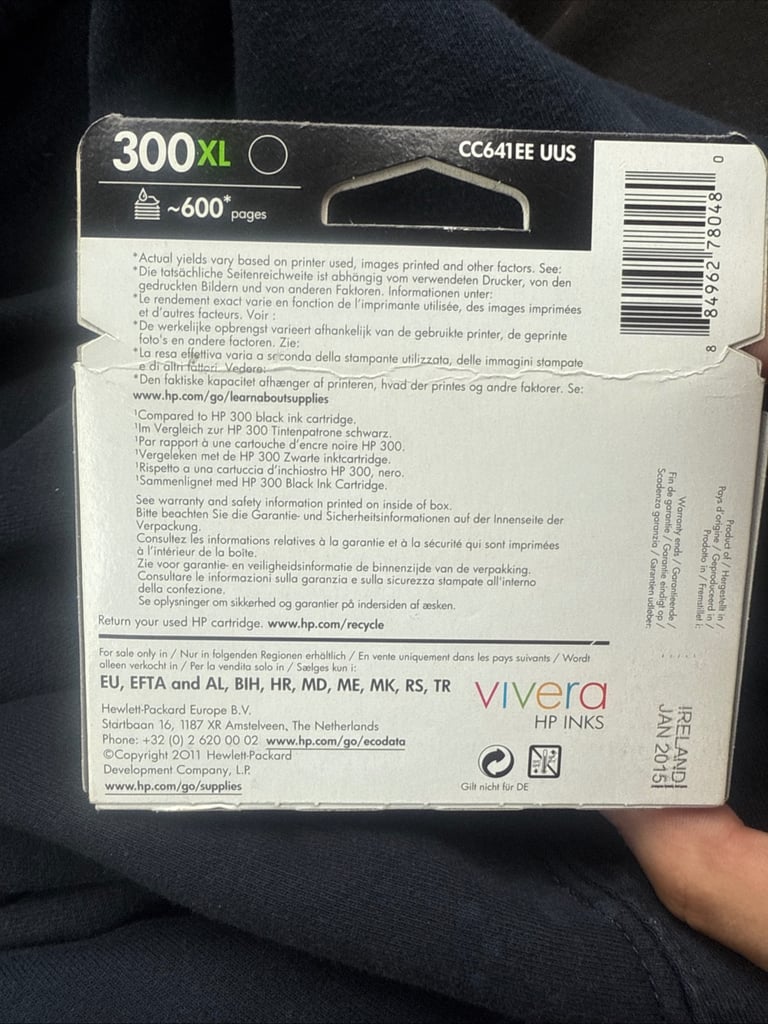 300XL
CC641EE UUS
~600* pages
*Actual yields vary based on printer used, images printed and other factors. See:
*Die tatsächliche Seitenreichweite ist abhängig vom verwendeten Drucker, von den
gedruckten Bildern und von anderen Faktoren. Informationen unter:
*Le rendement exact varie en fonction de l'imprimante utilisée, des images imprimées
et d'autres facteurs. Voir :
*De werkelijke opbrengst varieert afhankelijk van de gebruikte printer, de geprinte
foto's en andere factoren. Zie:
*La resa effettiva varia a seconda della stampante utilizzata, delle immagini stampate
e di altri fattori. Vedere:
*Den faktiske kapacitet afhænger af printeren, hvad der printes og andre faktorer. Se:
www.hp.com/go/learnaboutsupplies
¹Compared to HP 300 black ink cartridge.
¹Im Vergleich zur HP 300 Tintenpatrone schwarz.
¹Par rapport à une cartouche d'encre noire HP 300.
¹Vergeleken met de HP 300 Zwarte inktcartridge.
¹Rispetto a una cartuccia d'inchiostro HP 300, nero.
¹Sammenlignet med HP 300 Black Ink Cartridge.
See warranty and safety information printed on inside of box.
Bitte beachten Sie die Garantie- und Sicherheitsinformationen auf der Innenseite der
Verpackung.
Consultez les informations relatives à la garantie et à la sécurité qui sont imprimées
à l'intérieur de la boîte.
Zie voor garantie- en veiligheidsinformatie de binnenzijde van de verpakking.
Consultare le informazioni sulla garanzia e sulla sicurezza stampate all'interno
della confezione.
Se oplysninger om sikkerhed og garantier på indersiden af æsken.
Return your used HP cartridge. www.hp.com/recycle
For sale only in / Nur in folgenden Regionen erhältlich / En vente uniquement dans les pays suivants / Wordt
alleen verkocht in / Per la vendita solo in / Sælges kun i:
EU, EFTA and AL, BIH, HR, MD, ME, MK, RS, TR
Hewlett-Packard Europe B.V.
Startbaan 16, 1187 XR Amstelveen, The Netherlands
Phone: +32 (0) 2 620 00 02 www.hp.com/go/ecodata
©Copyright 2011 Hewlett-Packard
Development Company, L.P.
www.hp.com/go/supplies
vivera
HP INKS
Gilt nicht für DE
8 84962 78048 0
Product of / Hergestellt in /
Pays d'origine / Geproduceerd in /
Prodotto in / Fremstillet i:
Warranty ends / Garantieende /
Fin de garantie / Garantie eindigt op /
Scadenza garanzia / Garantien udløber:
IRELAND
JAN 2015